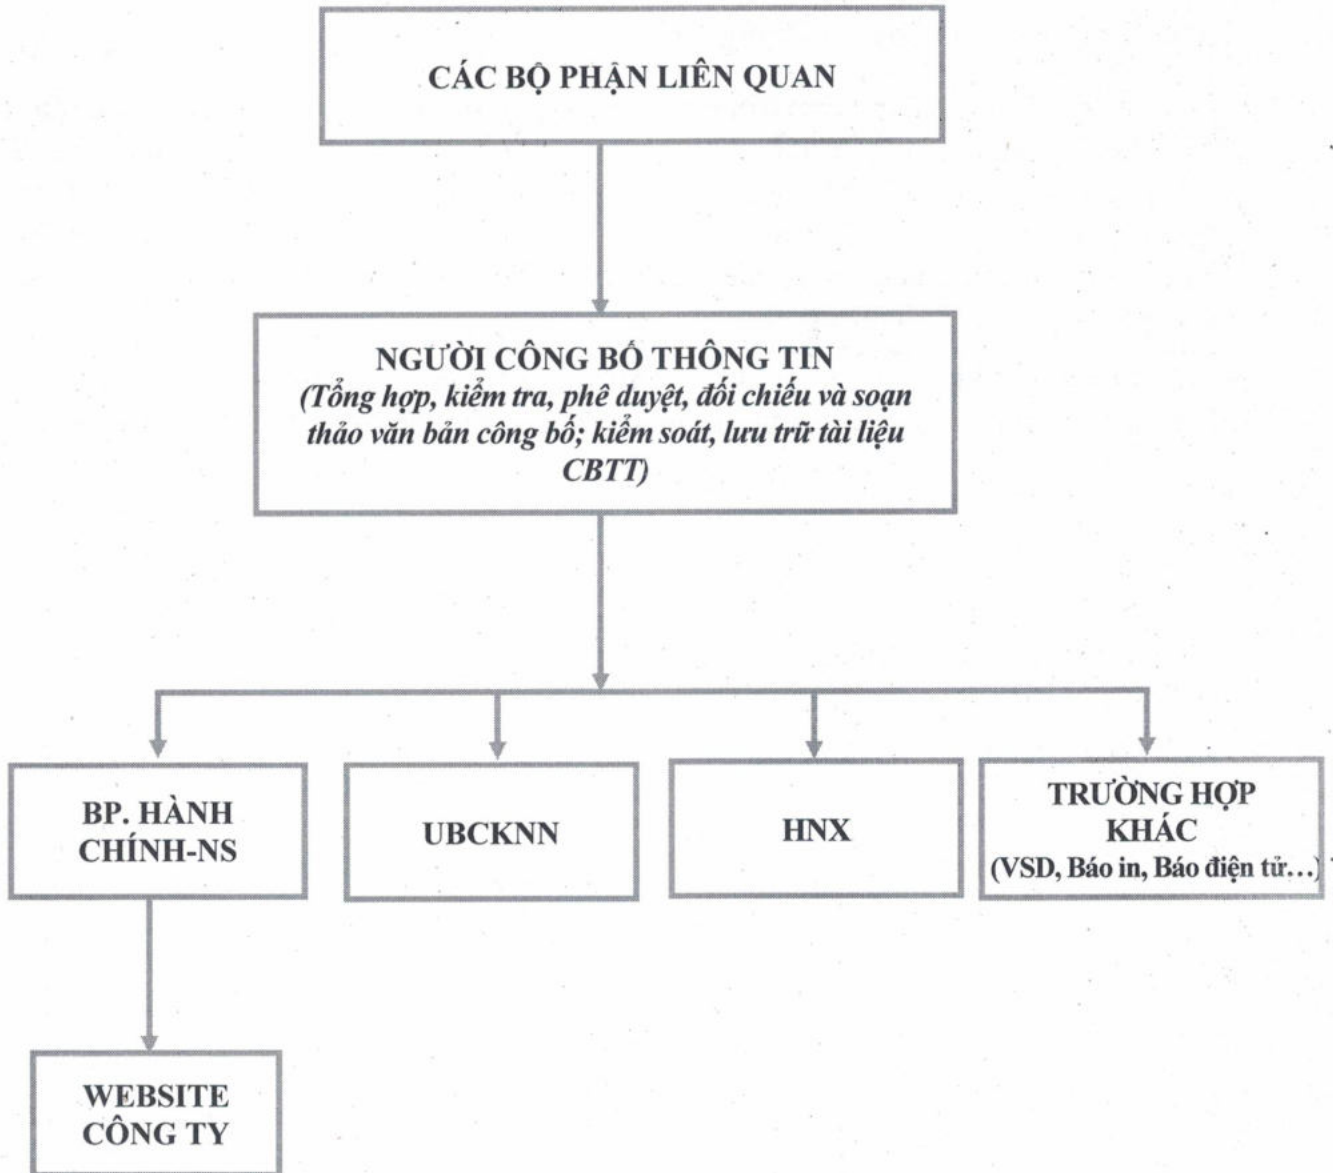 CÁC BỘ PHẬN LIÊN QUAN
NGƯỜI CÔNG BỐ THÔNG TIN
(Tổng hợp, kiểm tra, phê duyệt, đối chiếu và soạn
thảo văn bản công bố; kiểm soát, lưu trữ tài liệu
CBTT)
BP. HÀNH
CHÍNH-NS
UBCKNN
HNX
TRƯỜNG HỢP
KHÁC
(VSD, Báo in, Báo điện tử...)
WEBSITE
CÔNG TY